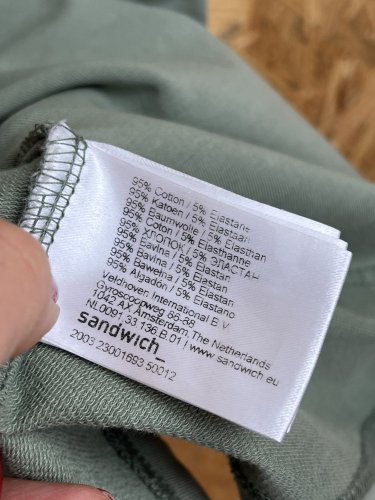 95% Cotton / 5% Elastane
95% Katoen / 5% Elastaan
95% Baumwolle / 5% Elasthan
95% Coton / 5% Elasthanne
95% ХЛОПОК / 5% ЭЛАСТАН
95% Bavlna / 5% Elastan
95% Bavlna / 5% Elastan
95% Bawełna / 5% Elastan
95% Algodón / 5% Elastano
Veldhoven International B.V.
Gyroscoopweg 86-88
1042 AX Amsterdam, The Netherlands
NL0091 33 136 B.01 / www.sandwich.eu
sandwich_
2003 23001693 50012